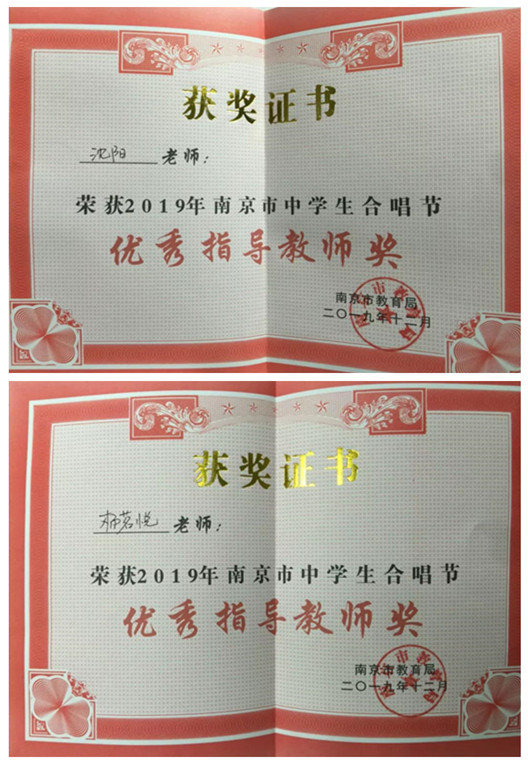 获奖证书
沈阳 老师：
荣获2019年南京市中学生合唱节
优秀指导教师奖
南京市教育局
二〇一九年十二月
获奖证书
茗悦 老师：
荣获2019年南京市中学生合唱节
优秀指导教师奖
南京市教育局
二〇一九年十二月